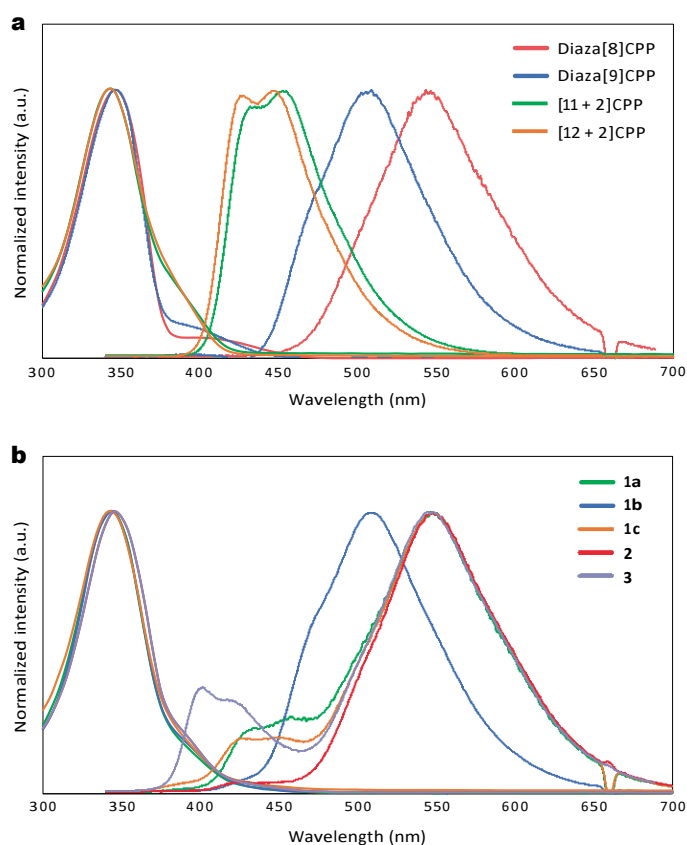 a
Diaza[8]CPP
Diaza[9]CPP
[11 + 2]CPP
[12 + 2]CPP
Normalized intensity (a.u.)
300 350 400 450 500 550 600 650 700
Wavelength (nm)
b
1a
1b
1c
2
3
Normalized intensity (a.u.)
300 350 400 450 500 550 600 650 700
Wavelength (nm)